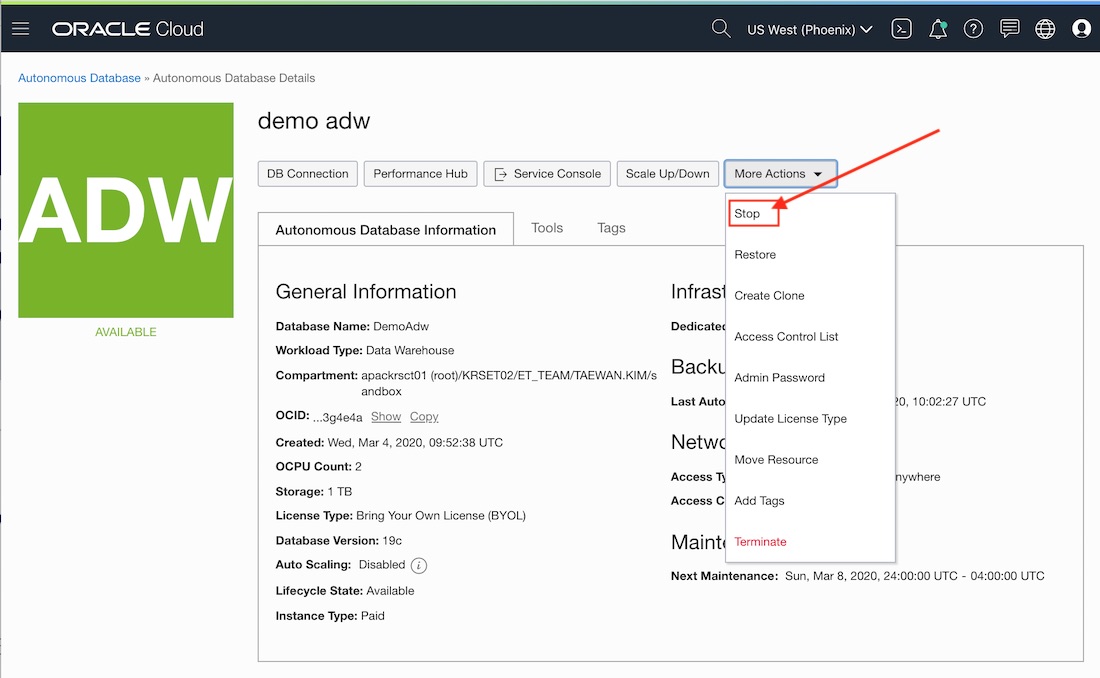 ORACLE Cloud
US West (Phoenix)
Autonomous Database » Autonomous Database Details
ADW
AVAILABLE
demo adw
DB Connection
Performance Hub
Service Console
Scale Up/Down
More Actions
Stop
Restore
Create Clone
Access Control List
Admin Password
Update License Type
Move Resource
Add Tags
Terminate
Autonomous Database Information
Tools
Tags
General Information
Database Name: DemoAdw
Workload Type: Data Warehouse
Compartment: apackrsct01 (root)/KRSET02/ET_TEAM/TAEWAN.KIM/s
andbox
OCID: ...3g4e4a Show Copy
Created: Wed, Mar 4, 2020, 09:52:38 UTC
OCPU Count: 2
Storage: 1 TB
License Type: Bring Your Own License (BYOL)
Database Version: 19c
Auto Scaling: Disabled
Lifecycle State: Available
Instance Type: Paid
Infrast
Dedicated
Backu
Last Auto 20, 10:02:27 UTC
Netwo
Access Ty nywhere
Access C
Mainte
Next Maintenance: Sun, Mar 8, 2020, 24:00:00 UTC - 04:00:00 UTC